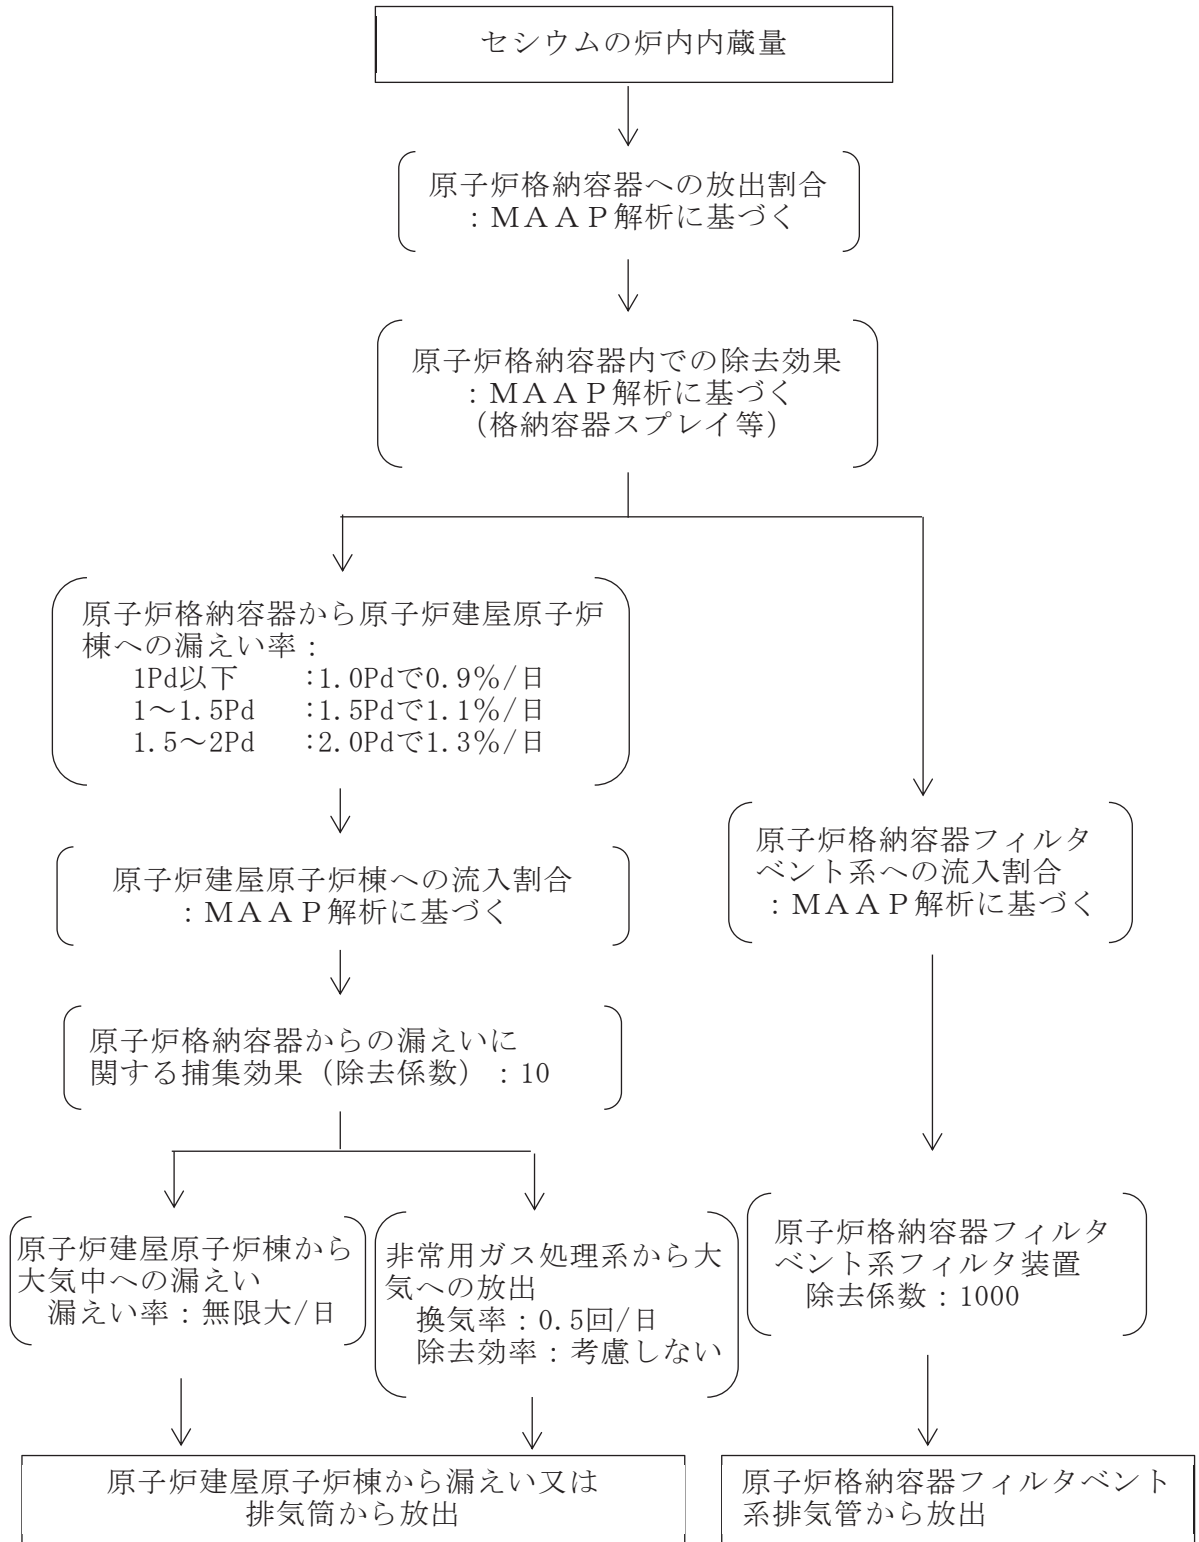 セシウムの炉内内蔵量
原子炉格納容器への放出割合
：ＭＡＡＰ解析に基づく
原子炉格納容器内での除去効果
：ＭＡＡＰ解析に基づく
（格納容器スプレイ等）
原子炉格納容器から原子炉建屋原子炉
棟への漏えい率：
1Pd以下　　：1.0Pdで0.9%/日
1～1.5Pd　：1.5Pdで1.1%/日
1.5～2Pd　：2.0Pdで1.3%/日
原子炉建屋原子炉棟への流入割合
：ＭＡＡＰ解析に基づく
原子炉格納容器からの漏えいに
関する捕集効果（除去係数）：10
原子炉建屋原子炉棟から
大気中への漏えい
漏えい率：無限大/日
非常用ガス処理系から大
気への放出
換気率：0.5回/日
除去効率：考慮しない
原子炉建屋原子炉棟から漏えい又は
排気筒から放出
原子炉格納容器フィルタ
ベント系への流入割合
：ＭＡＡＰ解析に基づく
原子炉格納容器フィルタ
ベント系フィルタ装置
除去係数：1000
原子炉格納容器フィルタベント
系排気管から放出